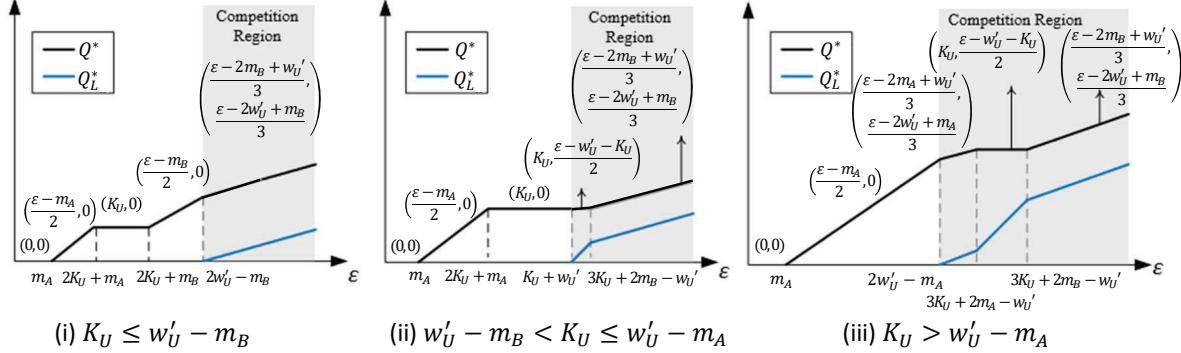 Competition
Region
Q*
Q_L*
((ε−2m_B+w_U′)/3,
(ε−2w_U′+m_B)/3)
((ε−m_B)/2, 0)
((ε−m_A)/2, 0)
(K_U, 0)
(0,0)
m_A
2K_U + m_A
2K_U + m_B
2w_U′ − m_B
ε
(i) K_U ≤ w_U′ − m_B
Competition
Region
Q*
Q_L*
((ε−2m_B+w_U′)/3,
(ε−2w_U′+m_B)/3)
(K_U, (ε−w_U′−K_U)/2)
((ε−m_A)/2, 0)
(K_U, 0)
(0,0)
m_A
2K_U + m_A
K_U + w_U′
3K_U + 2m_B − w_U′
ε
(ii) w_U′ − m_B < K_U ≤ w_U′ − m_A
Competition Region
Q*
Q_L*
(K_U, (ε−w_U′−K_U)/2)
((ε−2m_B+w_U′)/3,
(ε−2w_U′+m_B)/3)
((ε−2m_A+w_U′)/3,
(ε−2w_U′+m_A)/3)
((ε−m_A)/2, 0)
(0,0)
m_A
2w_U′ − m_A
3K_U + 2m_B − w_U′
3K_U + 2m_A − w_U′
ε
(iii) K_U > w_U′ − m_A